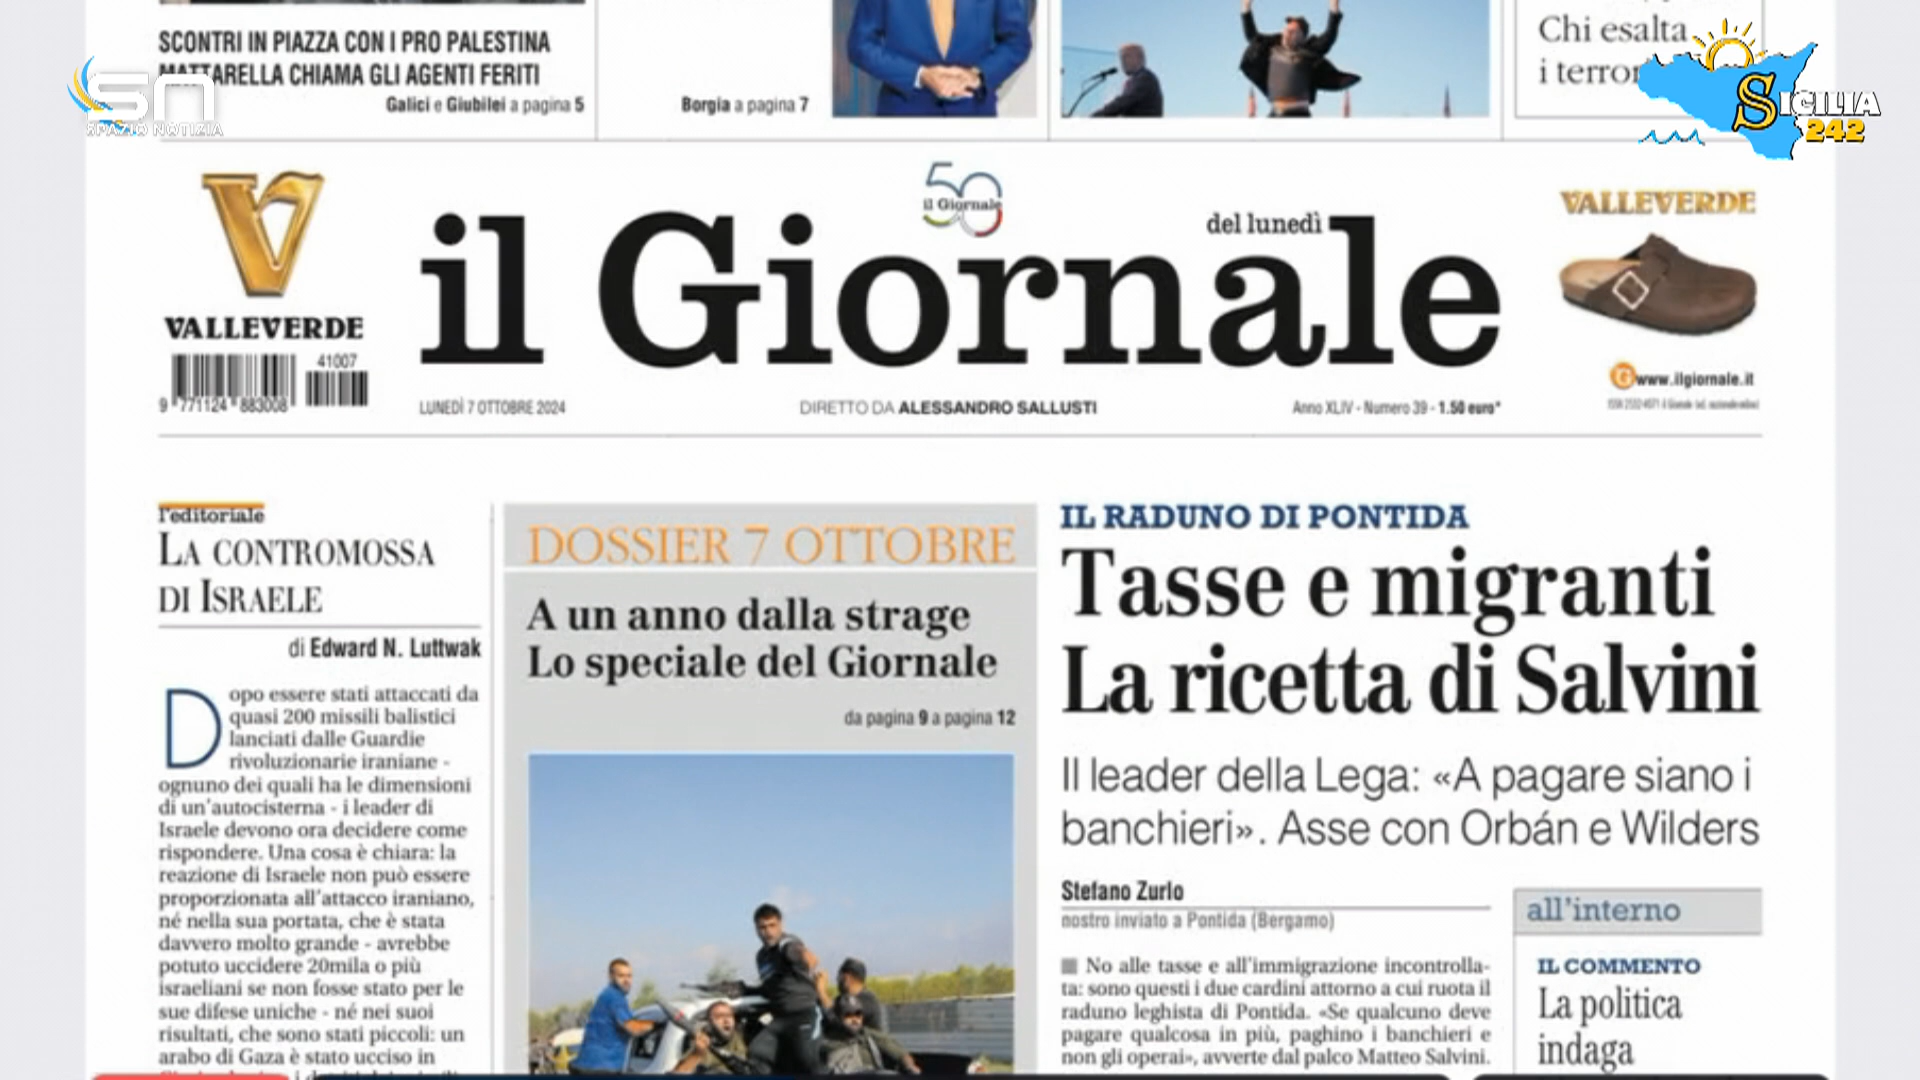 SCONTRI IN PIAZZA CON I PRO PALESTINA
MATTARELLA CHIAMA GLI AGENTI FERITI
Galici e Giubilei a pagina 5
Borgia a pagina 7
Chi esalta
i terror
SN
SPAZIO NOTIZIA
SICILIA
242
VALLEVERDE
41007
9 771124 883008
50
il Giornale
il Giornale
del lunedì
VALLEVERDE
www.ilgiornale.it
LUNEDÌ 7 OTTOBRE 2024
DIRETTO DA ALESSANDRO SALLUSTI
Anno XLIV - Numero 39 - 1.50 euro*
l'editoriale
LA CONTROMOSSA
DI ISRAELE
di Edward N. Luttwak
Dopo essere stati attaccati da
quasi 200 missili balistici
lanciati dalle Guardie
rivoluzionarie iraniane -
ognuno dei quali ha le dimensioni
di un'autocisterna - i leader di
Israele devono ora decidere come
rispondere. Una cosa è chiara: la
reazione di Israele non può essere
proporzionata all'attacco iraniano,
né nella sua portata, che è stata
davvero molto grande - avrebbe
potuto uccidere 20mila o più
israeliani se non fosse stato per le
sue difese uniche - né nei suoi
risultati, che sono stati piccoli: un
arabo di Gaza è stato ucciso in
DOSSIER 7 OTTOBRE
A un anno dalla strage
Lo speciale del Giornale
da pagina 9 a pagina 12
IL RADUNO DI PONTIDA
Tasse e migranti
La ricetta di Salvini
Il leader della Lega: «A pagare siano i
banchieri». Asse con Orbán e Wilders
Stefano Zurlo
nostro inviato a Pontida (Bergamo)
No alle tasse e all'immigrazione incontrolla-
ta: sono questi i due cardini attorno a cui ruota il
raduno leghista di Pontida. «Se qualcuno deve
pagare qualcosa in più, paghino i banchieri e
non gli operai», avverte dal palco Matteo Salvini.
all'interno
IL COMMENTO
La politica
indaga